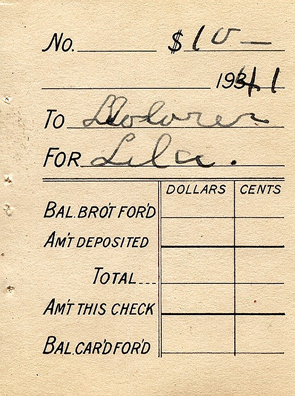 No. $10—
1941
To Dolores
For Lila.
DOLLARS CENTS
BAL. BRO'T FOR'D
AM'T DEPOSITED
TOTAL...
AM'T THIS CHECK
BAL. CAR'D FOR'D